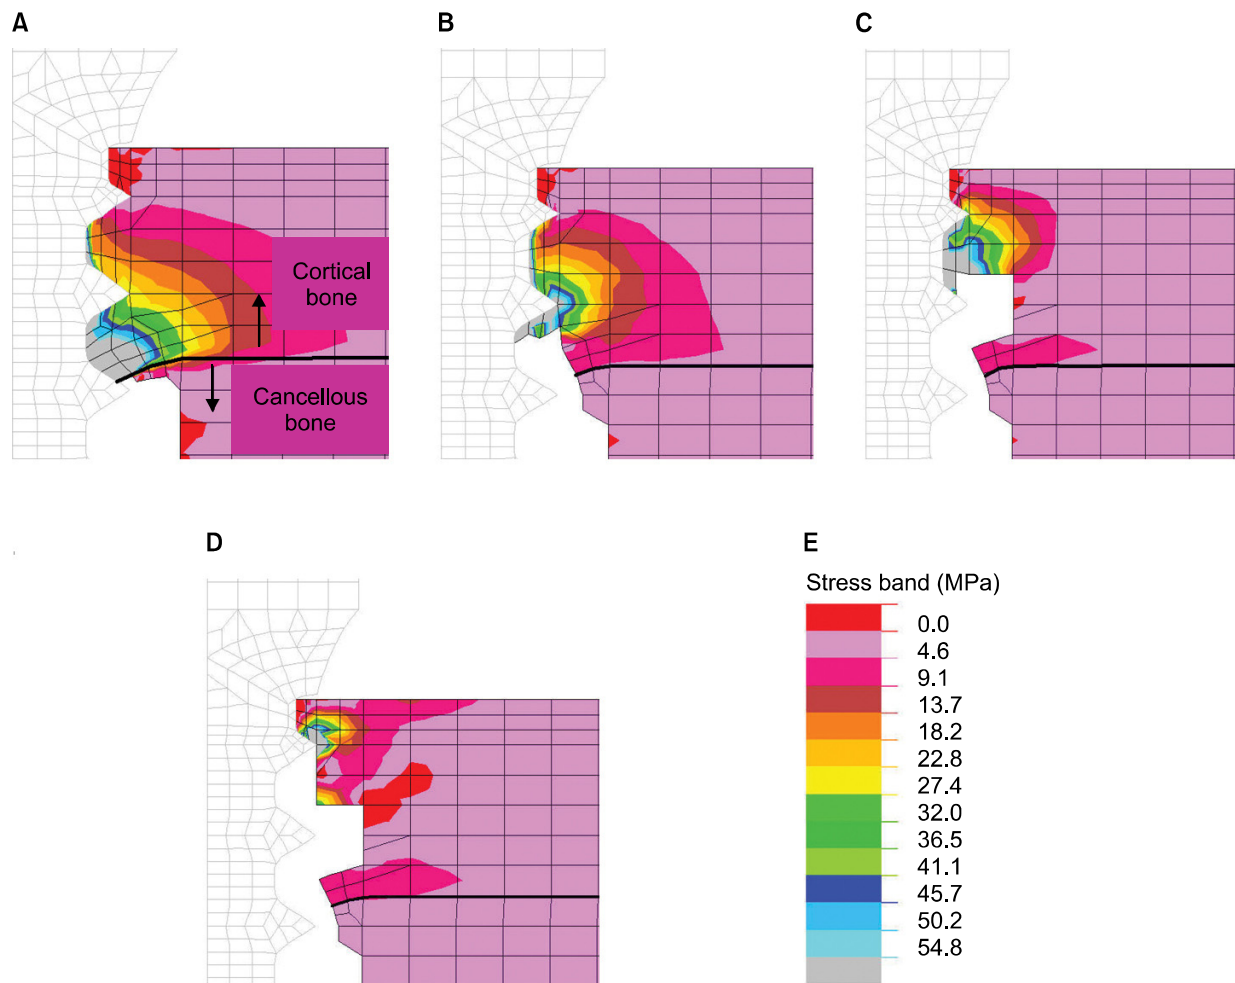 A
B
C
Cortical
bone
Cancellous
bone
D
E
Stress band (MPa)
0.0
4.6
9.1
13.7
18.2
22.8
27.4
32.0
36.5
41.1
45.7
50.2
54.8